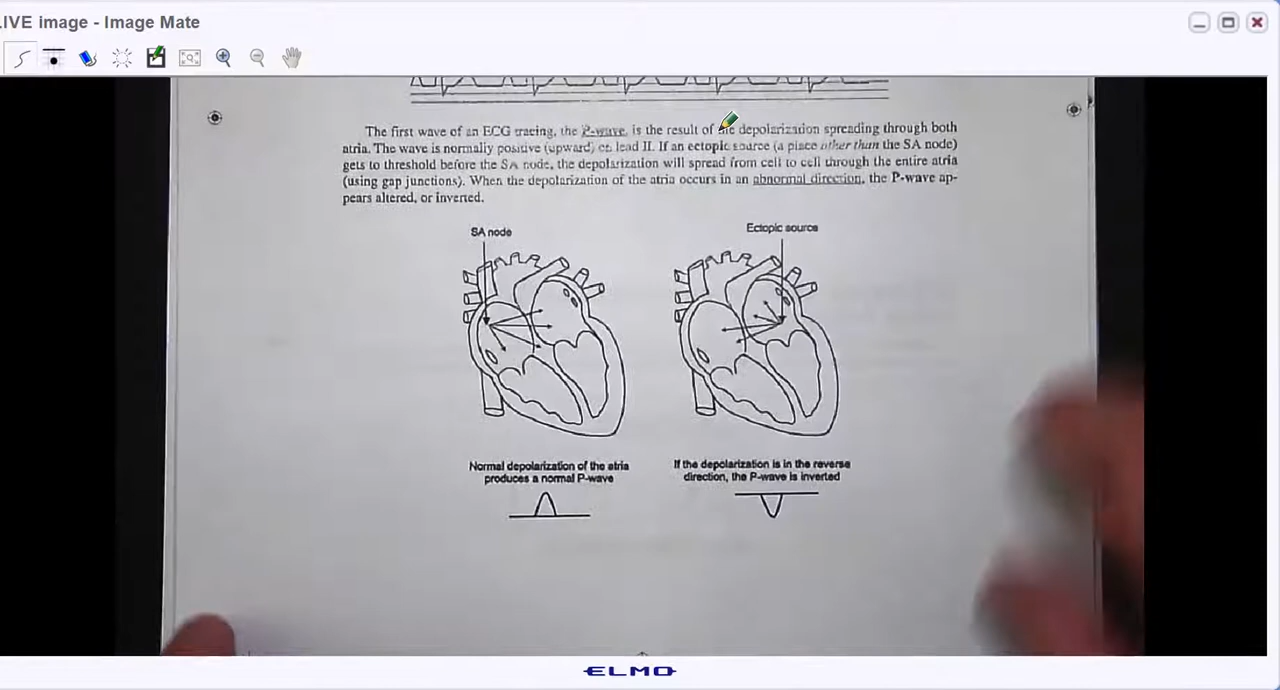 LIVE image - Image Mate
The first wave of an ECG tracing, the P-wave, is the result of the depolarization spreading through both
atria. The wave is normally positive (upward) on lead II. If an ectopic source (a place other than the SA node)
gets to threshold before the SA node, the depolarization will spread from cell to cell through the entire atria
(using gap junctions). When the depolarization of the atria occurs in an abnormal direction, the P-wave ap-
pears altered, or inverted.
SA node
Ectopic source
Normal depolarization of the atria
produces a normal P-wave
If the depolarization is in the reverse
direction, the P-wave is inverted
ELMO